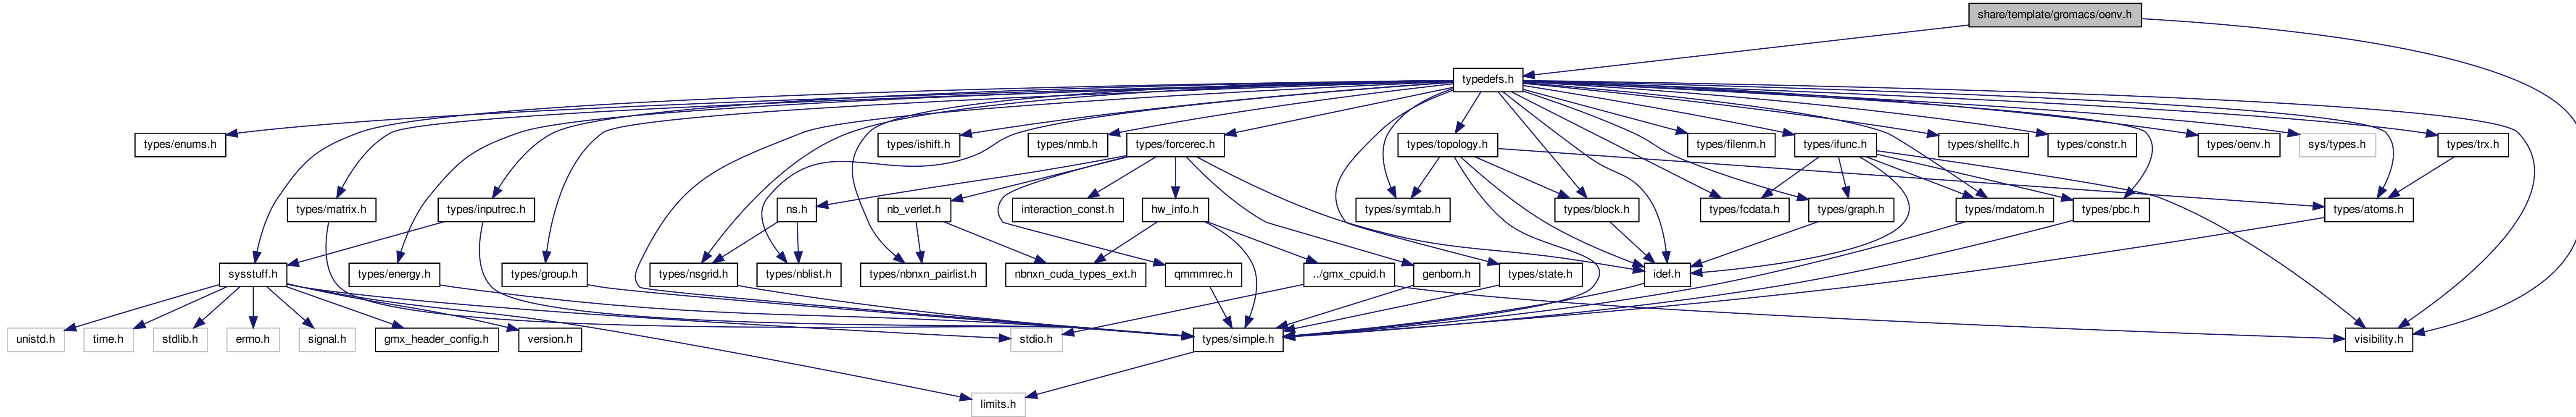 share/template/gromacs/oenv.h
typedefs.h
types/enums.h
types/ishift.h
types/nrnb.h
types/forcerec.h
types/topology.h
types/filenm.h
types/ifunc.h
types/shellfc.h
types/constr.h
types/oenv.h
sys/types.h
types/trx.h
types/matrix.h
types/inputrec.h
ns.h
nb_verlet.h
interaction_const.h
hw_info.h
types/symtab.h
types/block.h
types/fcdata.h
types/graph.h
types/mdatom.h
types/pbc.h
types/atoms.h
sysstuff.h
types/energy.h
types/group.h
types/nsgrid.h
types/nblist.h
types/nbnxn_pairlist.h
nbnxn_cuda_types_ext.h
qmmmrec.h
../gmx_cpuid.h
genborn.h
types/state.h
idef.h
unistd.h
time.h
stdlib.h
errno.h
signal.h
gmx_header_config.h
version.h
stdio.h
types/simple.h
visibility.h
limits.h